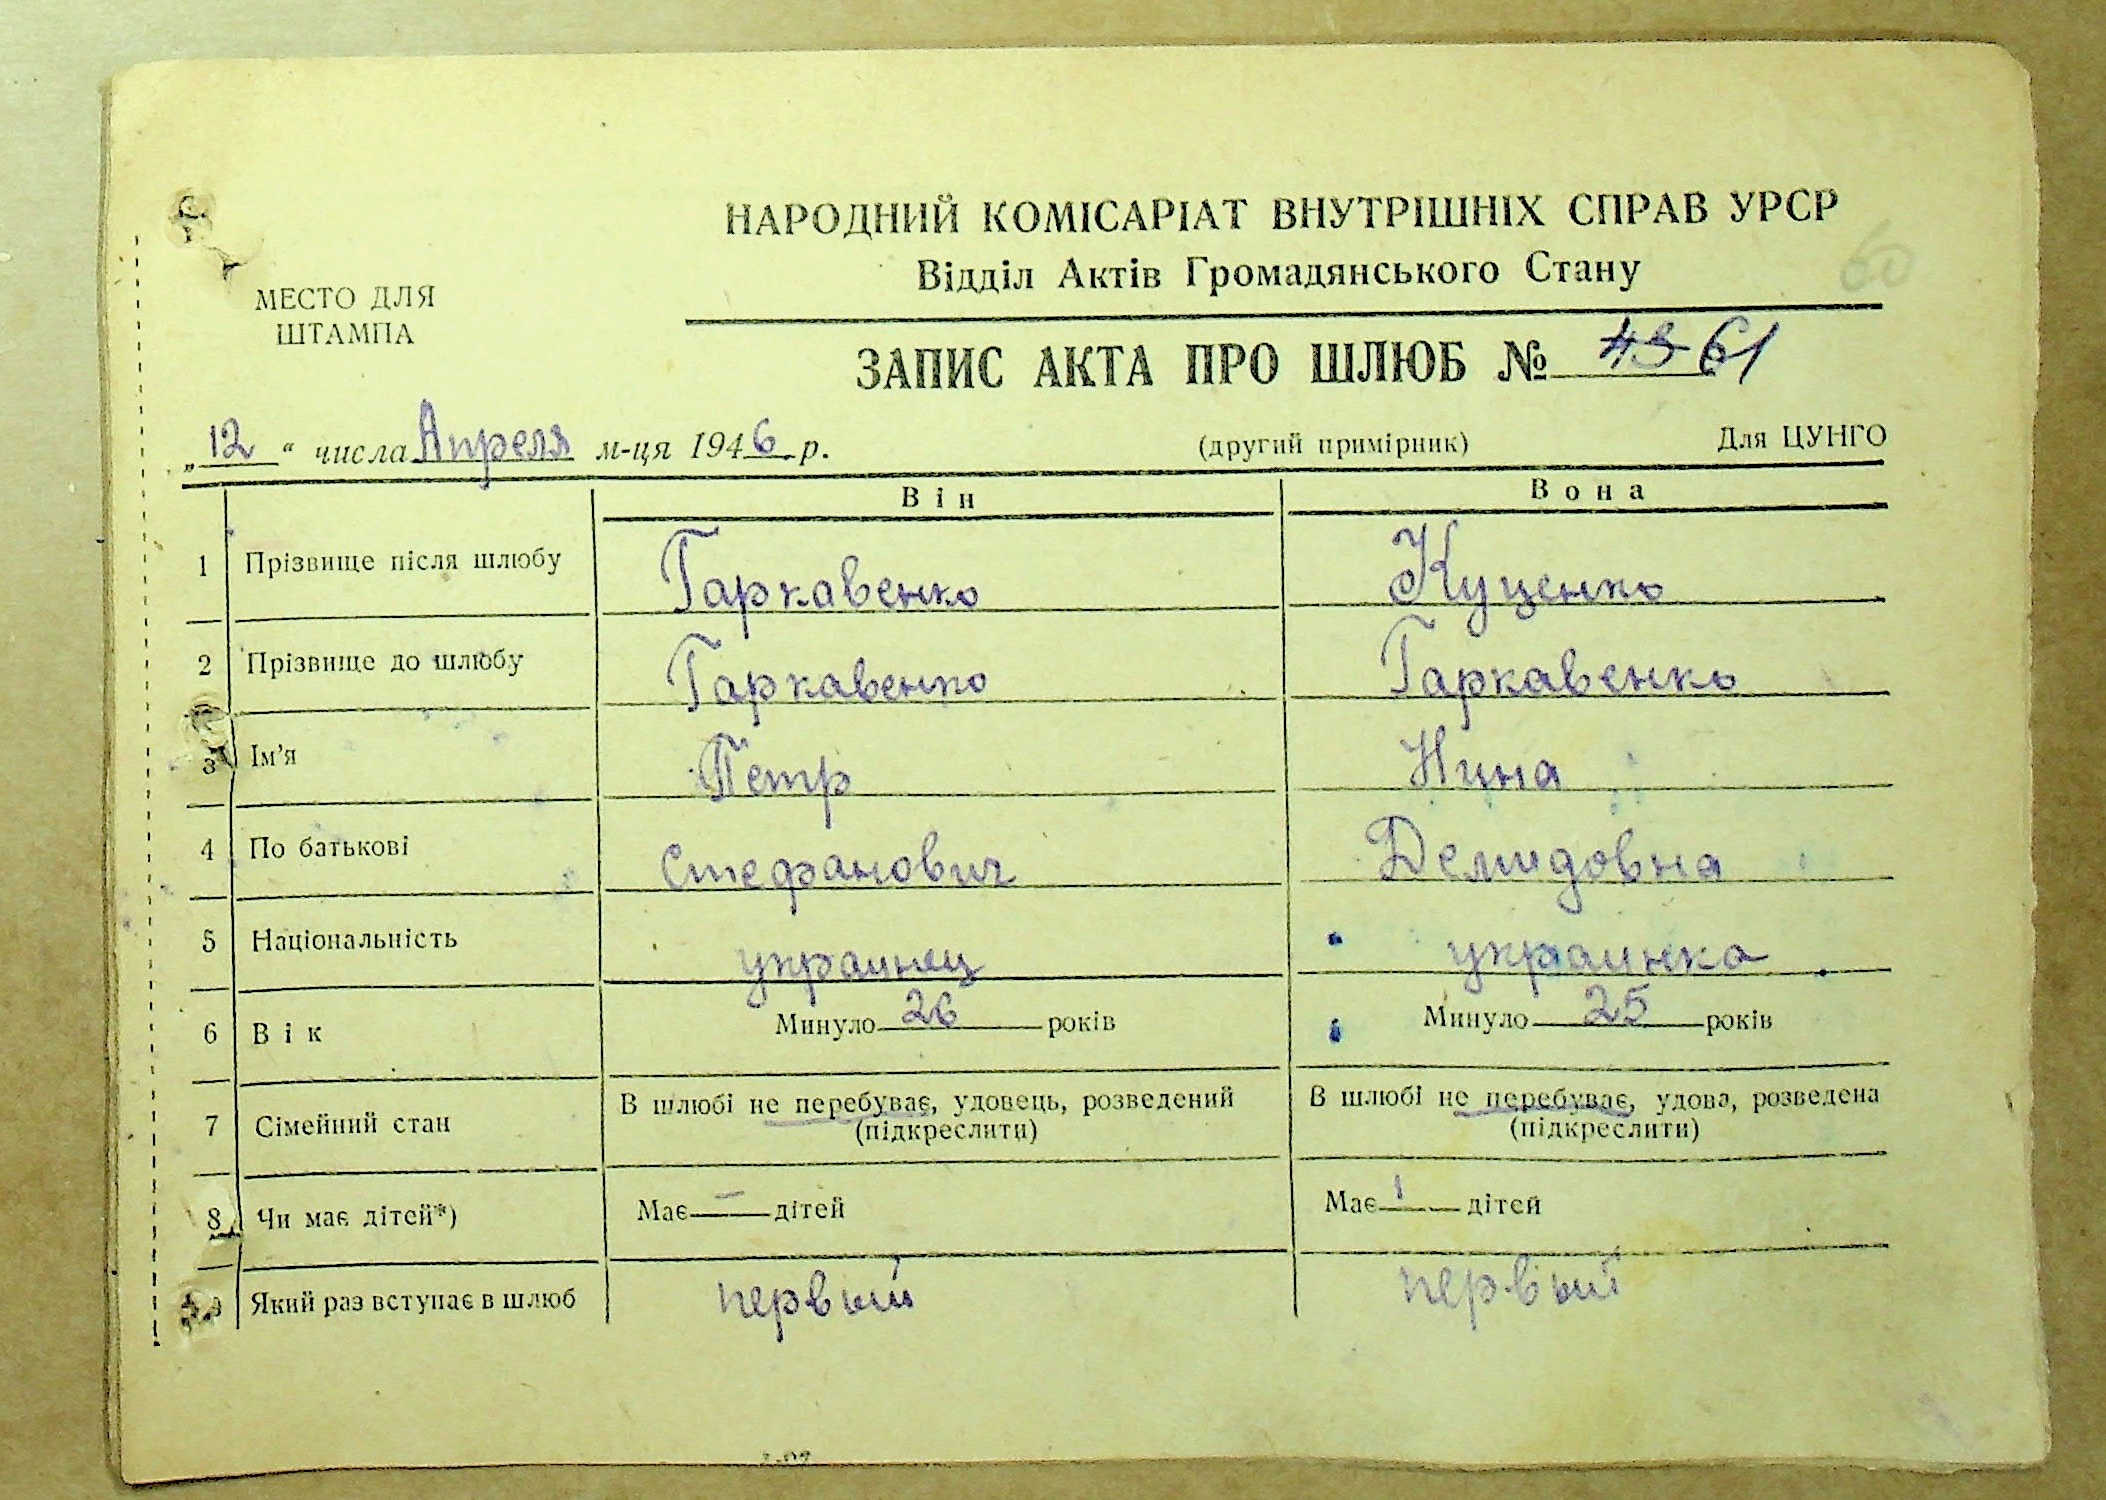 НАРОДНИЙ КОМІСАРІАТ ВНУТРІШНІХ СПРАВ УРСР
Відділ Актів Громадянського Стану
60
МЕСТО ДЛЯ
ШТАМПА
ЗАПИС АКТА ПРО ШЛЮБ № 61
„12“ числа Апреля м-ця 1946 р. (другий примірник) Для ЦУНГО
Він Вона
1 Прізвище після шлюбу Гаркавенко Куценко
2 Прізвище до шлюбу Гаркавенко Гаркавенко
3 Ім'я Петр Нина
4 По батькові Стефанович Демидовна
5 Національність украинец украинка
6 Вік Минуло 26 років Минуло 25 років
7 Сімейний стан В шлюбі не перебуває, удовець, розведений (підкреслити) В шлюбі не перебуває, удова, розведена (підкреслити)
8 Чи має дітей*) Має — дітей Має 1 дітей
9 Який раз вступає в шлюб первый первый